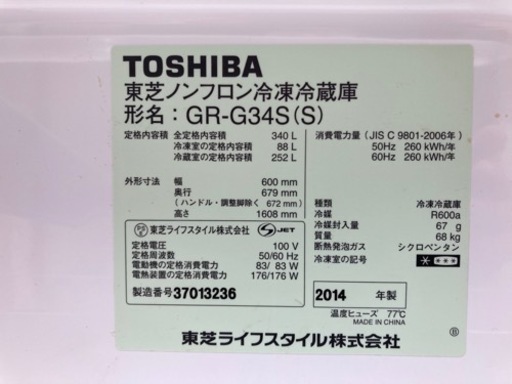 TOSHIBA
東芝ノンフロン冷凍冷蔵庫
形名：GR-G34S(S)
定格内容積 全定格内容積 340 L
冷凍室の定格内容積 88 L
冷蔵室の定格内容積 252 L
外形寸法 幅 600 mm
奥行 679 mm
(ハンドル・調整脚除く 672 mm)
高さ 1608 mm
東芝ライフスタイル株式会社 S JET
定格電圧 100 V
定格周波数 50/60 Hz
電動機の定格消費電力 83/ 83 W
電熱装置の定格消費電力 176/176 W
製造番号 37013236
消費電力量 (JIS C 9801-2006年)
50Hz 260 kWh/年
60Hz 260 kWh/年
種類 冷凍冷蔵庫
冷媒 R600a
冷媒封入量 67 g
質量 68 kg
断熱発泡ガス シクロペンタン
冷凍室の記号
2014 年製
温度ヒューズ 77℃
MADE IN CHINA
東芝ライフスタイル株式会社
Ⓑ